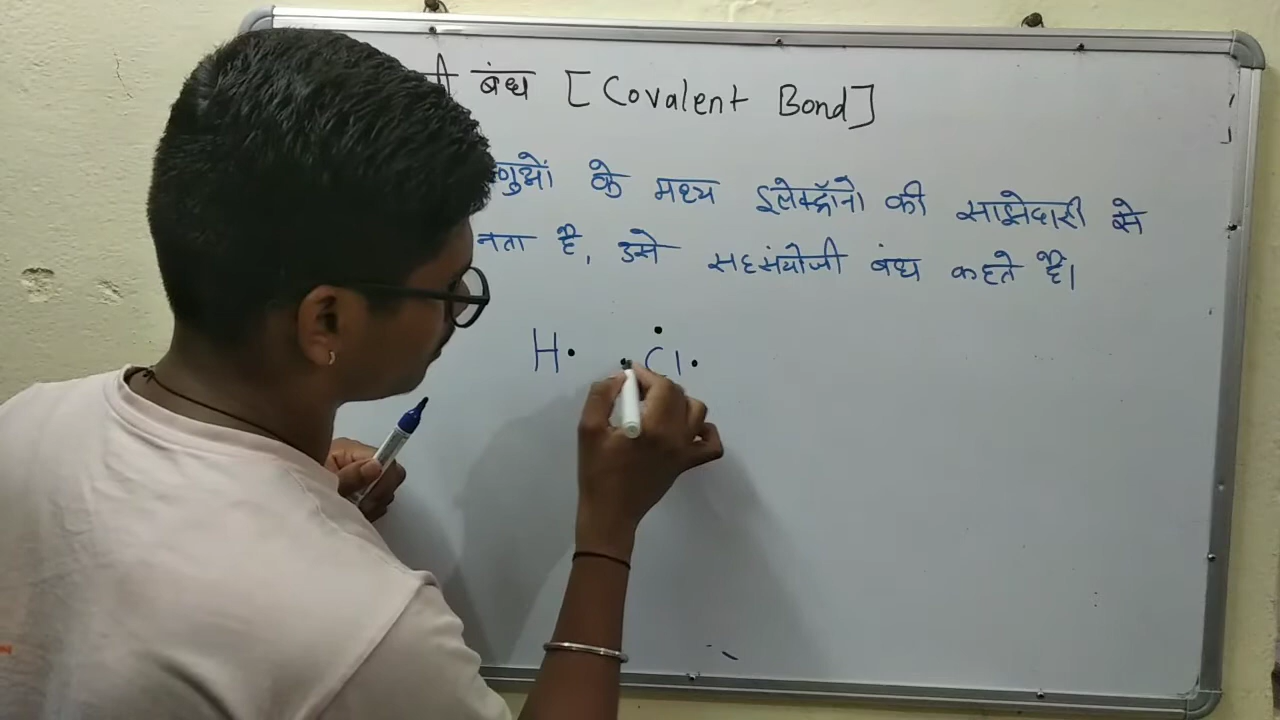 बंध [Covalent Bond]
के मध्य इलेक्ट्रॉनो की साझेदारी से
है, उसे सहसंयोजी बंध कहते है।
H Cl